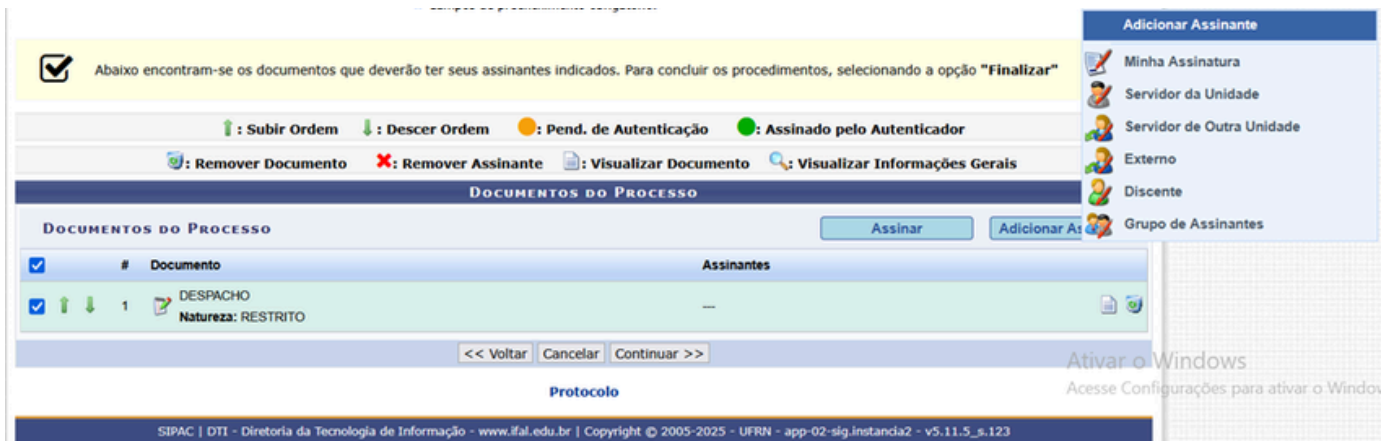 Adicionar Assinante
Minha Assinatura
Servidor da Unidade
Servidor de Outra Unidade
Externo
Discente
Grupo de Assinantes
Abaixo encontram-se os documentos que deverão ter seus assinantes indicados. Para concluir os procedimentos, selecionando a opção "Finalizar"
: Subir Ordem : Descer Ordem : Pend. de Autenticação : Assinado pelo Autenticador
: Remover Documento : Remover Assinante : Visualizar Documento : Visualizar Informações Gerais
DOCUMENTOS DO PROCESSO
DOCUMENTOS DO PROCESSO Assinar Adicionar As
# Documento Assinantes
1 DESPACHO ---
Natureza: RESTRITO
<< Voltar Cancelar Continuar >>
Ativar o Windows
Acesse Configurações para ativar o Window
Protocolo
SIPAC | DTI - Diretoria da Tecnologia de Informação - www.ifal.edu.br | Copyright © 2005-2025 - UFRN - app-02-sig.instancia2 - v5.11.5_s.123